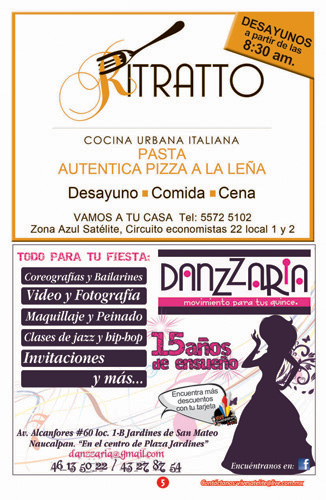 DESAYUNOS
a partir de las
8:30 am.
RITRATTO
COCINA URBANA ITALIANA
PASTA
AUTENTICA PIZZA A LA LEÑA
Desayuno ■ Comida ■ Cena
VAMOS A TU CASA Tel: 5572 5102
Zona Azul Satélite, Circuito economistas 22 local 1 y 2
TODO PARA TU FIESTA:
Coreografías y Bailarines
Video y Fotografía
Maquillaje y Peinado
Clases de jazz y hip-hop
Invitaciones
y más...
DANZZARIA
movimiento para tus quince.
15 años
de ensueño
Encuentra más
descuentos
con tu tarjeta
Av. Alcanfores #60 loc. 1-B Jardines de San Mateo
Naucalpan. "En el centro de Plaza Jardines"
danzzaria@gmail.com
46 13 50 22 / 43 27 87 54
Encuéntranos en: f
5